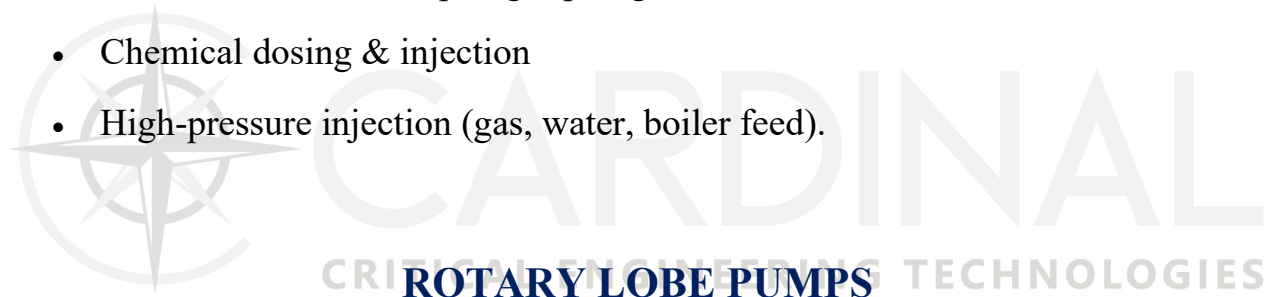 • Chemical dosing & injection
• High-pressure injection (gas, water, boiler feed).
CARDINAL
ROTARY LOBE PUMPS
TECHNOLOGIES